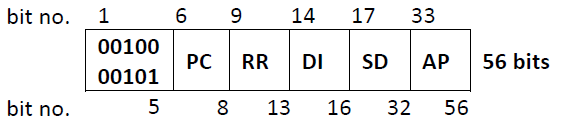 bit no. 1 6 9 14 17 33
00100
00101 PC RR DI SD AP 56 bits
bit no. 5 8 13 16 32 56